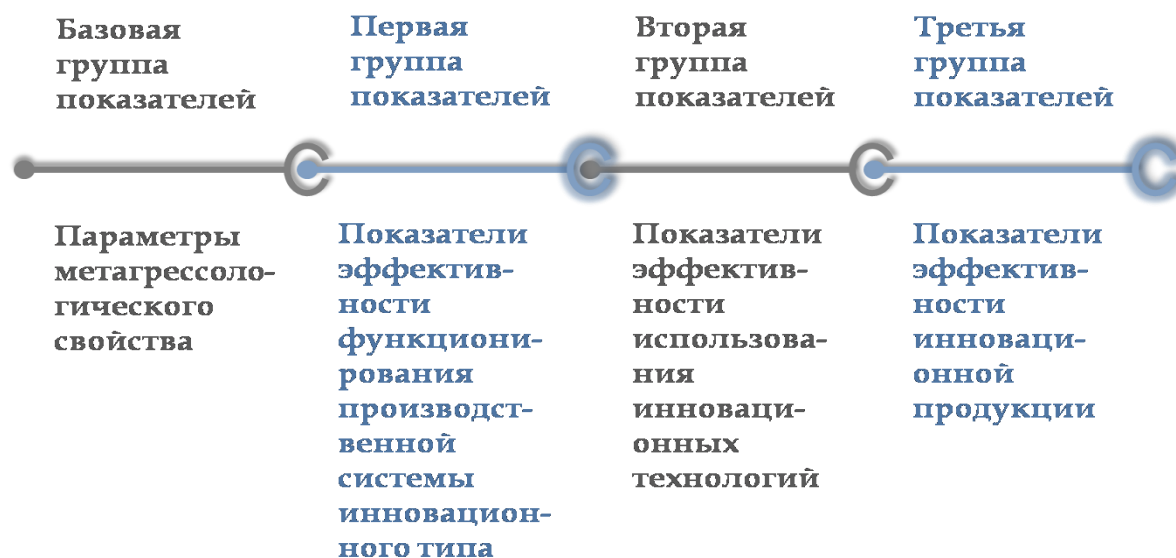 Базовая
группа
показателей
Первая
группа
показателей
Вторая
группа
показателей
Третья
группа
показателей
Параметры
метагрессоло-
гического
свойства
Показатели
эффектив-
ности
функциони-
рования
производст-
венной
системы
инновацион-
ного типа
Показатели
эффектив-
ности
использова-
ния
инноваци-
онных
технологий
Показатели
эффектив-
ности
инноваци-
онной
продукции